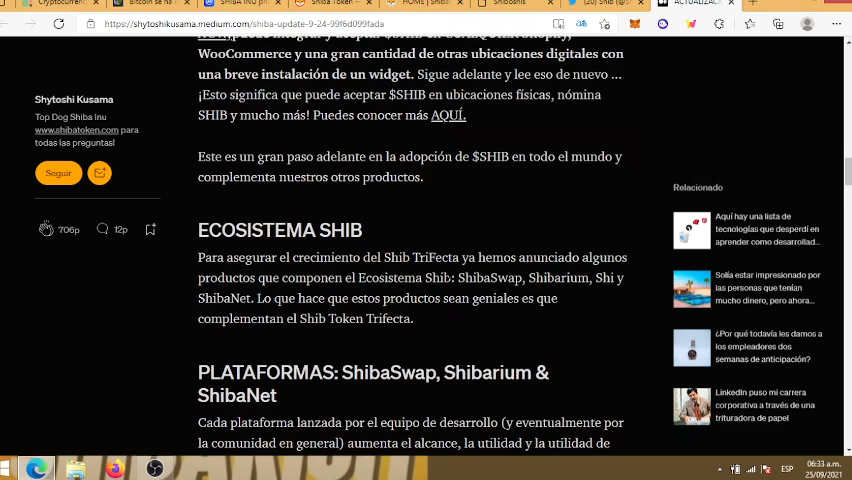 Cryptocurrenc
Bitcoin se ha
SHIBA INU pri
Shiba Token —
HOME | Shiba
Shiboshis
(20) Shib (@S
ACTUALIZACI
https://shytoshikusama.medium.com/shiba-update-9-24-99f6d099fada
WooCommerce y una gran cantidad de otras ubicaciones digitales con
una breve instalación de un widget. Sigue adelante y lee eso de nuevo ...
¡Esto significa que puede aceptar $SHIB en ubicaciones físicas, nómina
SHIB y mucho más! Puedes conocer más AQUÍ.
Este es un gran paso adelante en la adopción de $SHIB en todo el mundo y
complementa nuestros otros productos.
ECOSISTEMA SHIB
Para asegurar el crecimiento del Shib TriFecta ya hemos anunciado algunos
productos que componen el Ecosistema Shib: ShibaSwap, Shibarium, Shi y
ShibaNet. Lo que hace que estos productos sean geniales es que
complementan el Shib Token Trifecta.
PLATAFORMAS: ShibaSwap, Shibarium &
ShibaNet
Cada plataforma lanzada por el equipo de desarrollo (y eventualmente por
la comunidad en general) aumenta el alcance, la utilidad y la utilidad de
Shytoshi Kusama
Top Dog Shiba Inu
www.shibatoken.com para
todas las preguntas!
Seguir
706p
12p
Relacionado
Aquí hay una lista de
tecnologías que desperdí en
aprender como desarrollad...
Solía estar impresionado por
las personas que tenían
mucho dinero, pero ahora...
¿Por qué todavía les damos a
los empleadores dos
semanas de anticipación?
LinkedIn puso mi carrera
corporativa a través de una
trituradora de papel
ESP
06:33 a.m.
25/09/2021